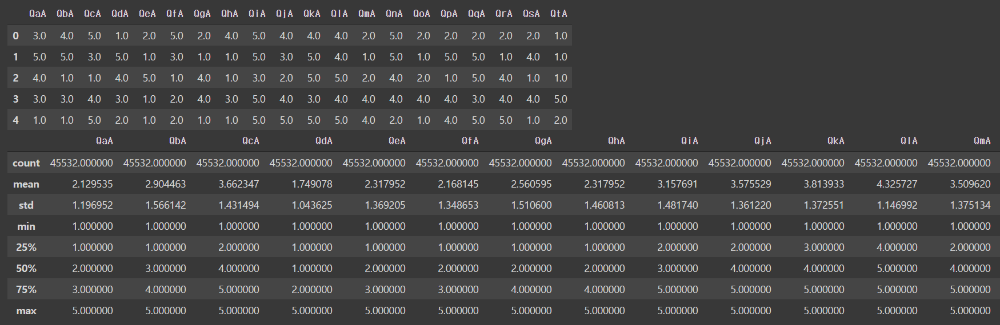 QaA QbA QcA QdA QeA QfA QgA QhA QiA QjA QkA QlA QmA QnA QoA QpA QqA QrA QsA QtA
0 3.0 4.0 5.0 1.0 2.0 5.0 2.0 4.0 5.0 4.0 4.0 4.0 2.0 5.0 2.0 2.0 2.0 2.0 2.0 1.0
1 5.0 5.0 3.0 5.0 1.0 3.0 1.0 1.0 5.0 3.0 5.0 4.0 1.0 5.0 1.0 5.0 5.0 1.0 4.0 1.0
2 4.0 1.0 1.0 4.0 5.0 1.0 4.0 1.0 3.0 2.0 5.0 5.0 2.0 4.0 2.0 1.0 5.0 4.0 1.0 1.0
3 3.0 3.0 4.0 3.0 1.0 2.0 4.0 3.0 5.0 4.0 3.0 4.0 4.0 4.0 4.0 4.0 3.0 4.0 4.0 5.0
4 1.0 1.0 5.0 2.0 1.0 2.0 1.0 1.0 5.0 5.0 5.0 5.0 4.0 2.0 1.0 4.0 5.0 5.0 1.0 2.0
QaA QbA QcA QdA QeA QfA QgA QhA QiA QjA QkA QlA QmA
count 45532.000000 45532.000000 45532.000000 45532.000000 45532.000000 45532.000000 45532.000000 45532.000000 45532.000000 45532.000000 45532.000000 45532.000000 45532.000000
mean 2.129535 2.904463 3.662347 1.749078 2.317952 2.168145 2.560595 2.317952 3.157691 3.575529 3.813933 4.325727 3.509620
std 1.196952 1.566142 1.431494 1.043625 1.369205 1.348653 1.510600 1.460813 1.481740 1.361220 1.372551 1.146992 1.375134
min 1.000000 1.000000 1.000000 1.000000 1.000000 1.000000 1.000000 1.000000 1.000000 1.000000 1.000000 1.000000 1.000000
25% 1.000000 1.000000 2.000000 1.000000 1.000000 1.000000 1.000000 1.000000 2.000000 2.000000 3.000000 4.000000 2.000000
50% 2.000000 3.000000 4.000000 1.000000 2.000000 2.000000 2.000000 2.000000 3.000000 4.000000 4.000000 5.000000 4.000000
75% 3.000000 4.000000 5.000000 2.000000 3.000000 3.000000 4.000000 4.000000 5.000000 5.000000 5.000000 5.000000 5.000000
max 5.000000 5.000000 5.000000 5.000000 5.000000 5.000000 5.000000 5.000000 5.000000 5.000000 5.000000 5.000000 5.000000